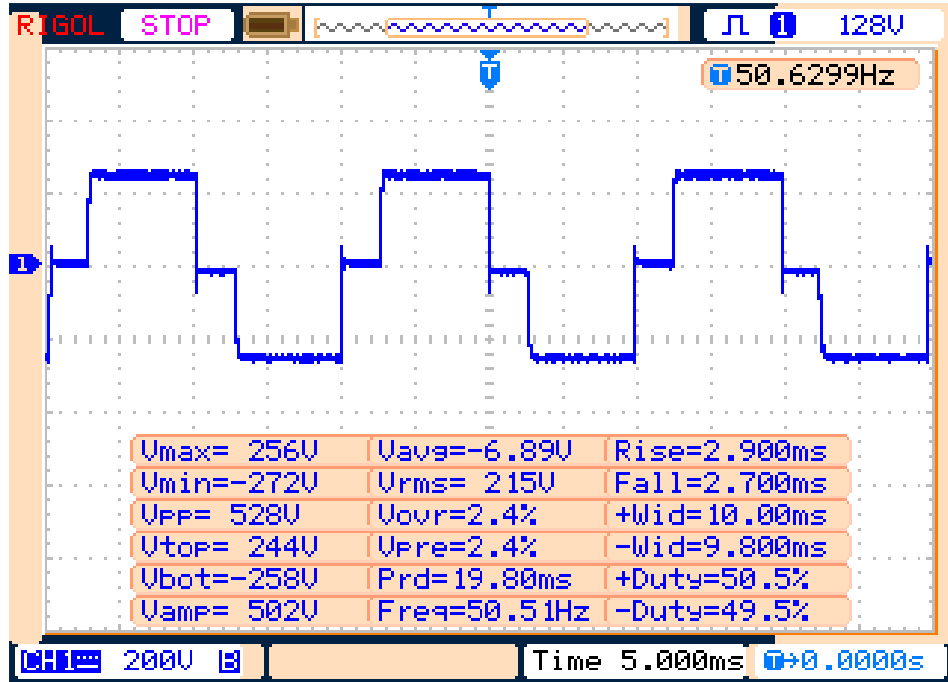 RIGOL STOP T 1 128V
T 50.6299Hz
T
1
Vmax= 256V Vavg=-6.89V Rise=2.900ms
Vmin=-272V Vrms= 215V Fall=2.700ms
Vpp= 528V Vovr=2.4% +Wid=10.00ms
Vtop= 244V Vpre=2.4% -Wid=9.800ms
Vbot=-258V Prd=19.80ms +Duty=50.5%
Vamp= 502V Freq=50.51Hz -Duty=49.5%
CH1 200V B Time 5.000ms T→0.0000s